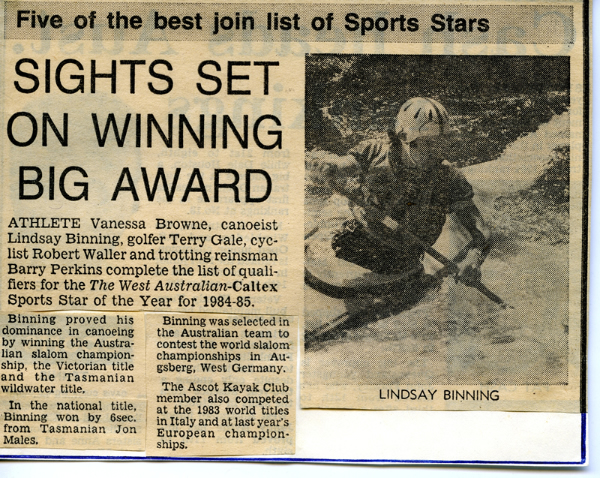 Five of the best join list of Sports Stars
SIGHTS SET
ON WINNING
BIG AWARD
ATHLETE Vanessa Browne, canoeist
Lindsay Binning, golfer Terry Gale, cyc-
list Robert Waller and trotting reinsman
Barry Perkins complete the list of quali-
fiers for the The West Australian-Caltex
Sports Star of the Year for 1984-85.
Binning proved his
dominance in canoeing
by winning the Austra-
lian slalom champion-
ship, the Victorian title
and the Tasmanian
wildwater title.
In the national title,
Binning won by 6sec.
from Tasmanian Jon
Males.
Binning was selected in
the Australian team to
contest the world slalom
championships in Au-
gsberg, West Germany.
The Ascot Kayak Club
member also competed
at the 1983 world titles
in Italy and at last year's
European champion-
ships.
LINDSAY BINNING